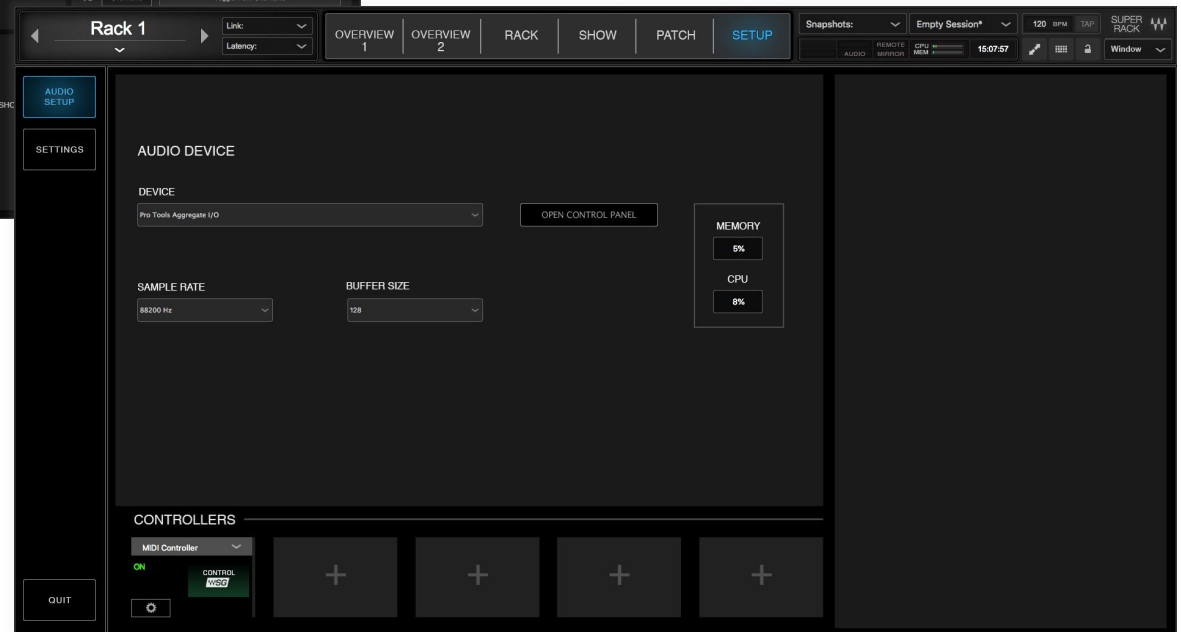 Rack 1
Link:
Latency:
OVERVIEW 1
OVERVIEW 2
RACK
SHOW
PATCH
SETUP
Snapshots:
Empty Session*
120 BPM TAP
SUPER RACK
AUDIO
REMOTE MIRROR
CPU
MEM
15:07:57
Window
AUDIO SETUP
SETTINGS
AUDIO DEVICE
DEVICE
Pro Tools Aggregate I/O
OPEN CONTROL PANEL
MEMORY
5%
CPU
8%
SAMPLE RATE
BUFFER SIZE
88200 Hz
128
CONTROLLERS
MIDI Controller
ON
CONTROL
WSG
QUIT